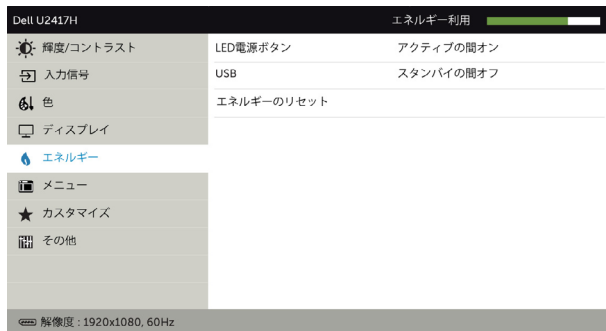 Dell U2417H エネルギー利用
輝度/コントラスト LED電源ボタン アクティブの間オン
入力信号 USB スタンバイの間オフ
色 エネルギーのリセット
ディスプレイ
エネルギー
メニュー
カスタマイズ
その他
解像度 : 1920x1080, 60Hz